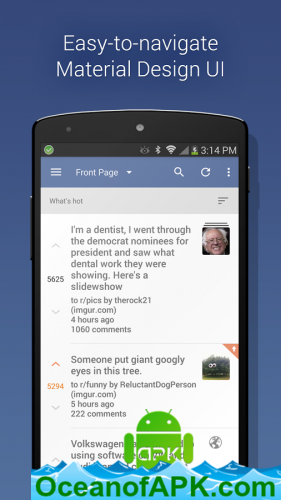 Easy-to-navigate
Material Design UI
3:14 PM
Front Page
What's hot
I'm a dentist, I went through
the democrat nominees for
president and saw what
dental work they were
showing. Here's a
slideshow
5625
to r/pics by therock21
(imgur.com)
4 hours ago
1060 comments
Someone put giant googly
eyes in this tree.
5294
to r/funny by ReluctantDogPerson
(imgur.com)
5 hours ago
222 comments
Volkswagen
using software
APK
OceanofAPK.com